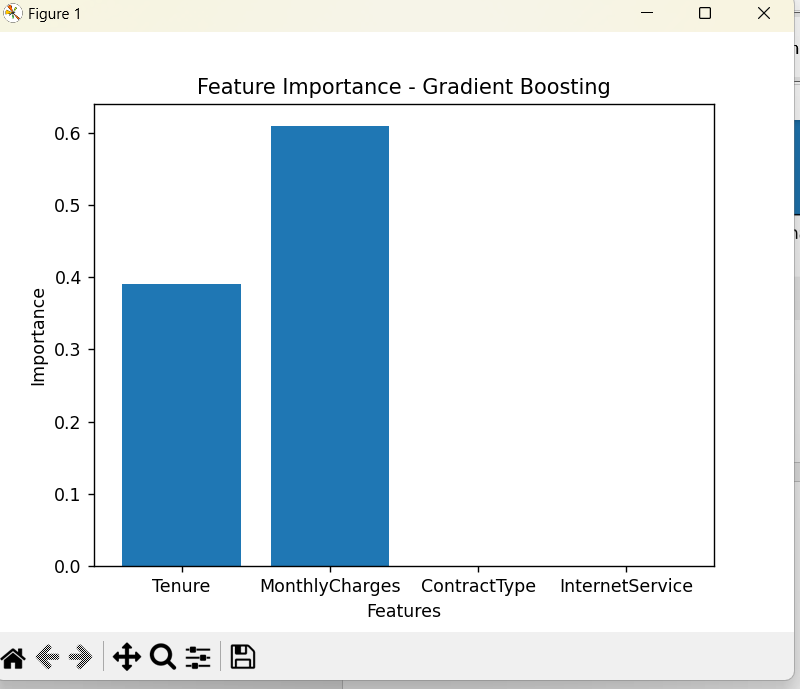 Figure 1
Feature Importance - Gradient Boosting
0.6
0.5
0.4
0.3
0.2
0.1
0.0
Importance
Tenure MonthlyCharges ContractType InternetService
Features